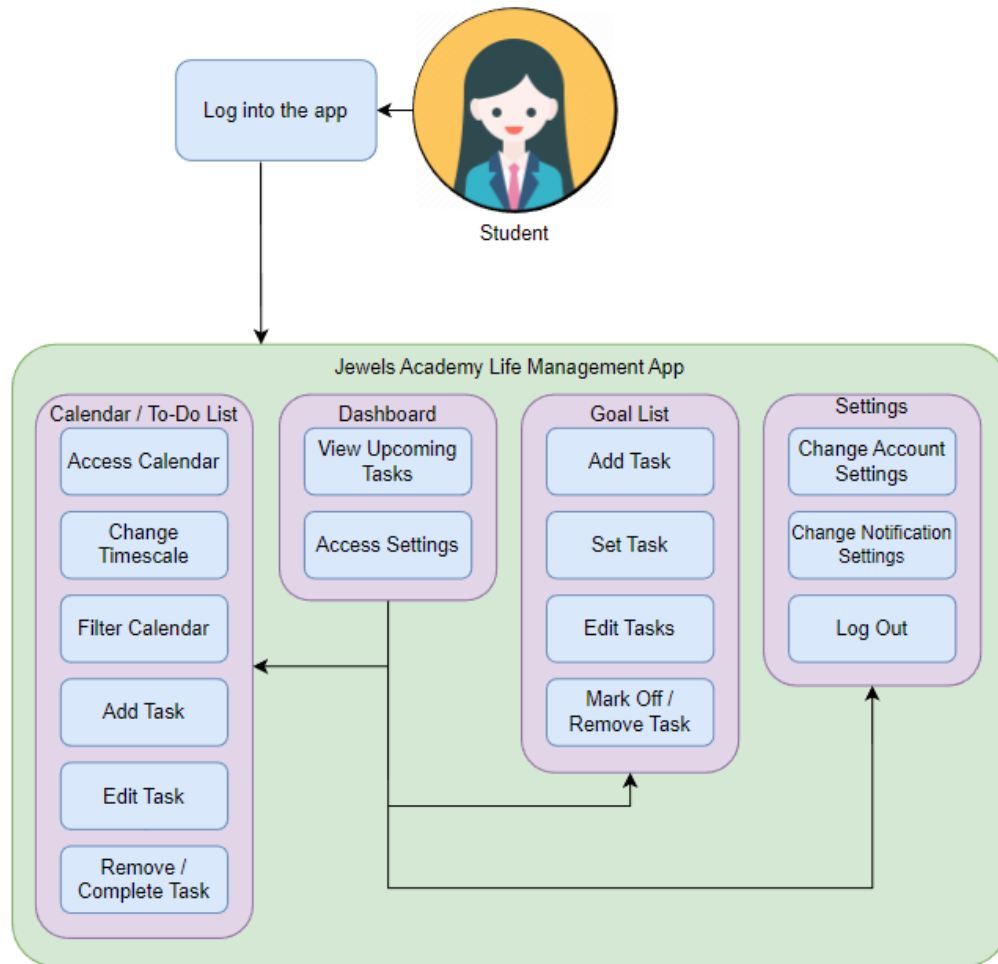 Log into the app
Student
Jewels Academy Life Management App
Calendar / To-Do List
Access Calendar
Change
Timescale
Filter Calendar
Add Task
Edit Task
Remove /
Complete Task
Dashboard
View Upcoming
Tasks
Access Settings
Goal List
Add Task
Set Task
Edit Tasks
Mark Off /
Remove Task
Settings
Change Account
Settings
Change Notification
Settings
Log Out